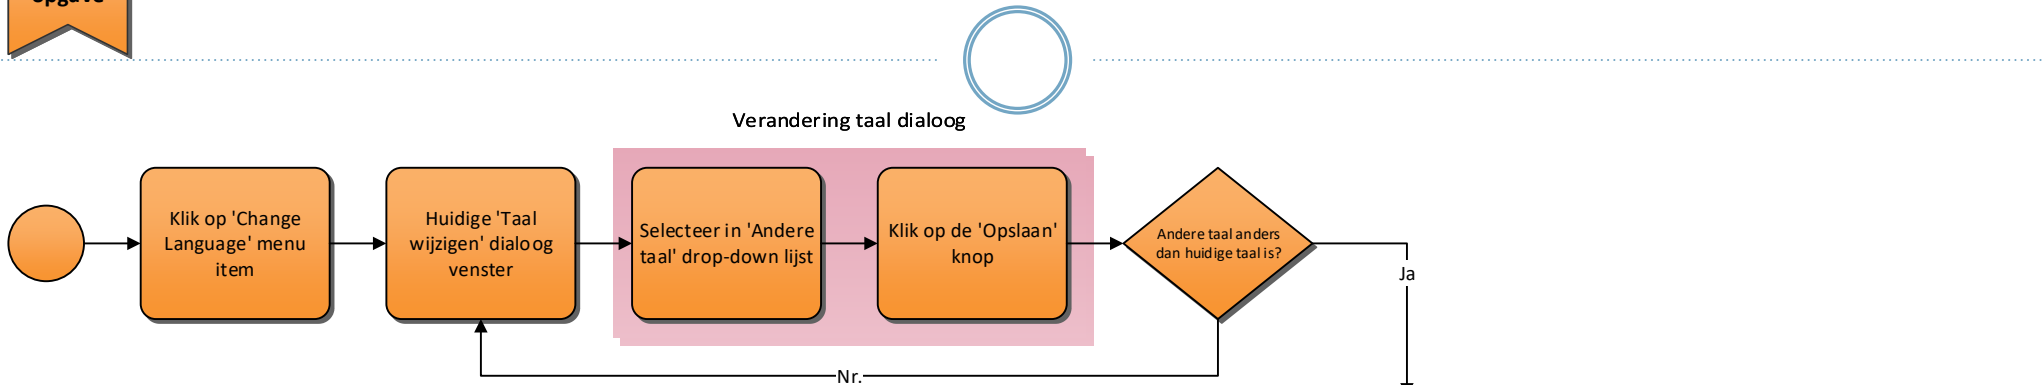 opgave
Verandering taal dialoog
Klik op 'Change
Language' menu
item
Huidige 'Taal
wijzigen' dialoog
venster
Selecteer in 'Andere
taal' drop-down lijst
Klik op de 'Opslaan'
knop
Andere taal anders
dan huidige taal is?
Ja
Nr.